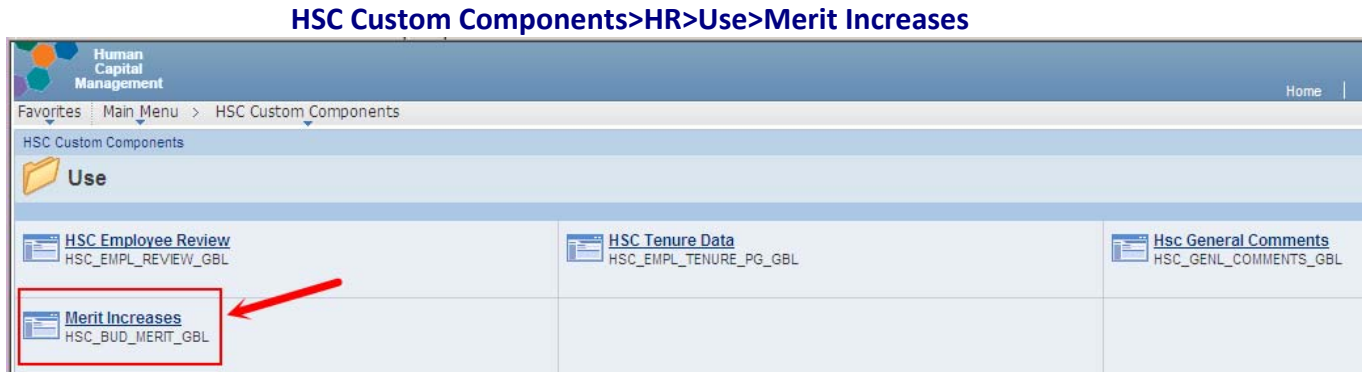 HSC Custom Components>HR>Use>Merit Increases
Human
Capital
Management
Home |
Favorites Main Menu > HSC Custom Components
HSC Custom Components
Use
HSC Employee Review HSC Tenure Data Hsc General Comments
HSC_EMPL_REVIEW_GBL HSC_EMPL_TENURE_PG_GBL HSC_GENL_COMMENTS_GBL
Merit Increases
HSC_BUD_MERIT_GBL